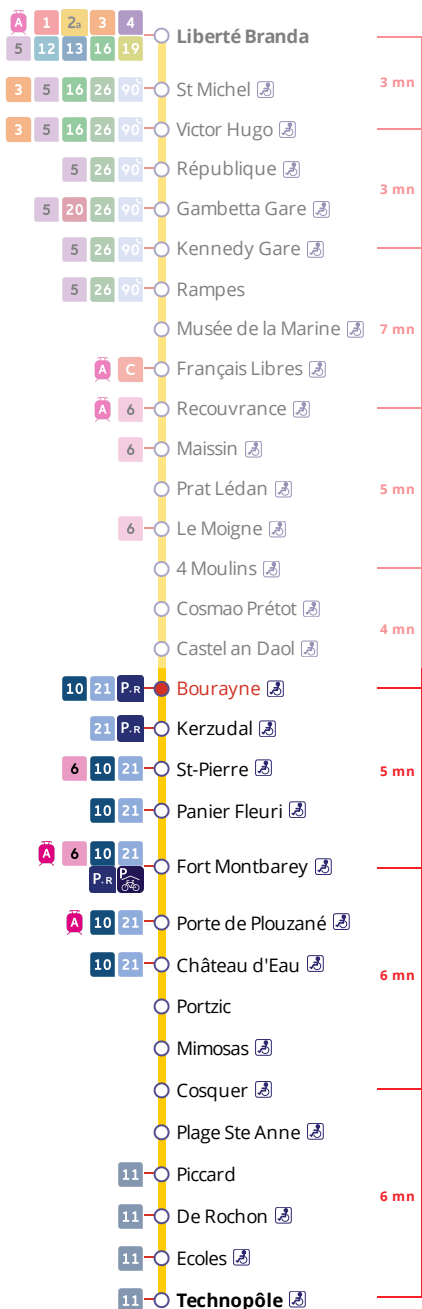 A 1 2a 3 4
Liberté Branda
5 12 13 16 19
3 mn
3 5 16 26 90 St Michel
3 5 16 26 90 Victor Hugo
5 26 90 République
3 mn
5 20 26 90 Gambetta Gare
5 26 90 Kennedy Gare
5 26 90 Rampes
Musée de la Marine
7 mn
A C Français Libres
A 6 Recouvrance
6 Maissin
Prat Lédan
5 mn
6 Le Moigne
4 Moulins
Cosmao Prétot
4 mn
Castel an Daol
10 21 P.R Bourayne
21 P.R Kerzudal
6 10 21 St-Pierre
5 mn
10 21 Panier Fleuri
A 6 10 21
Fort Montbarey
P.R P
A 10 21 Porte de Plouzané
10 21 Château d'Eau
6 mn
Portzic
Mimosas
Cosquer
Plage Ste Anne
11 Piccard
6 mn
11 De Rochon
11 Ecoles
11 Technopôle